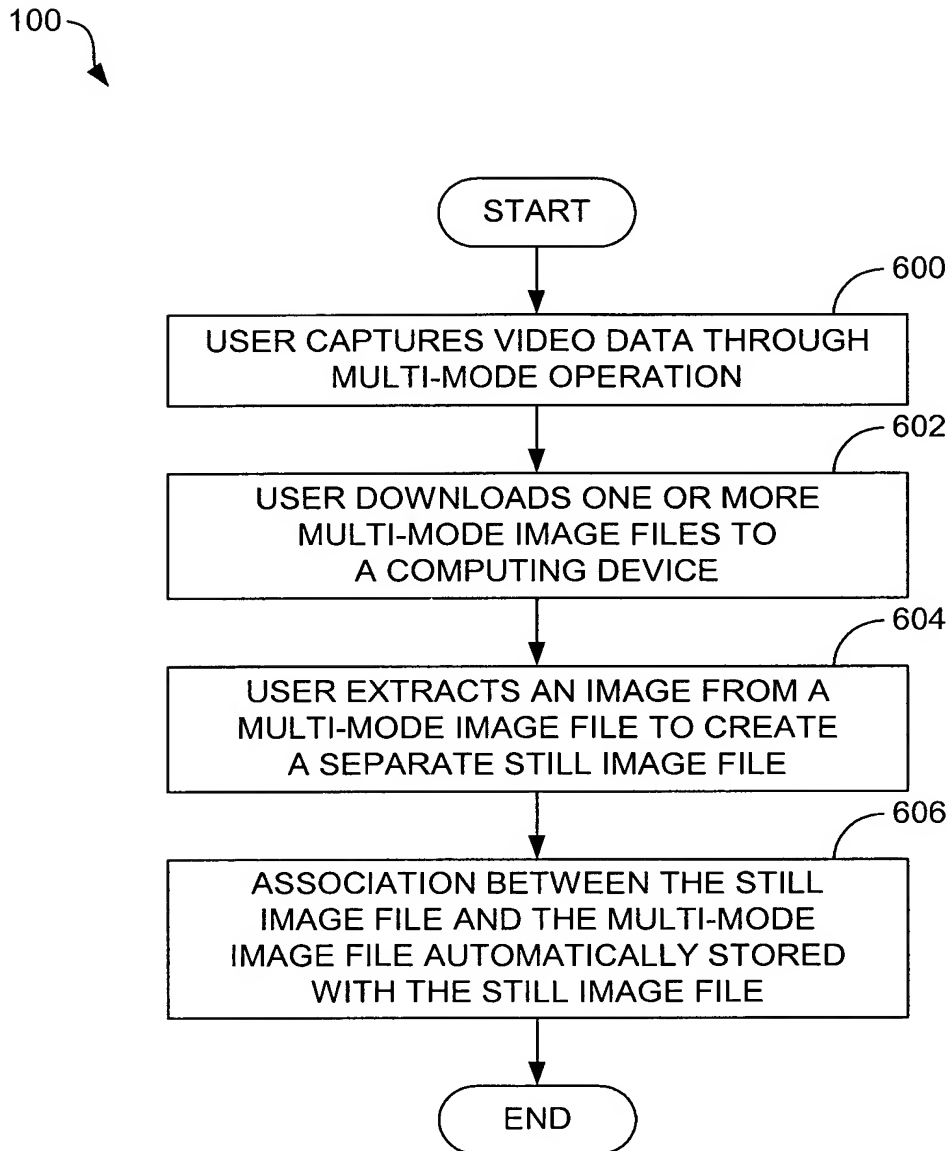 100
START
600
USER CAPTURES VIDEO DATA THROUGH
MULTI-MODE OPERATION
602
USER DOWNLOADS ONE OR MORE
MULTI-MODE IMAGE FILES TO
A COMPUTING DEVICE
604
USER EXTRACTS AN IMAGE FROM A
MULTI-MODE IMAGE FILE TO CREATE
A SEPARATE STILL IMAGE FILE
606
ASSOCIATION BETWEEN THE STILL
IMAGE FILE AND THE MULTI-MODE
IMAGE FILE AUTOMATICALLY STORED
WITH THE STILL IMAGE FILE
END